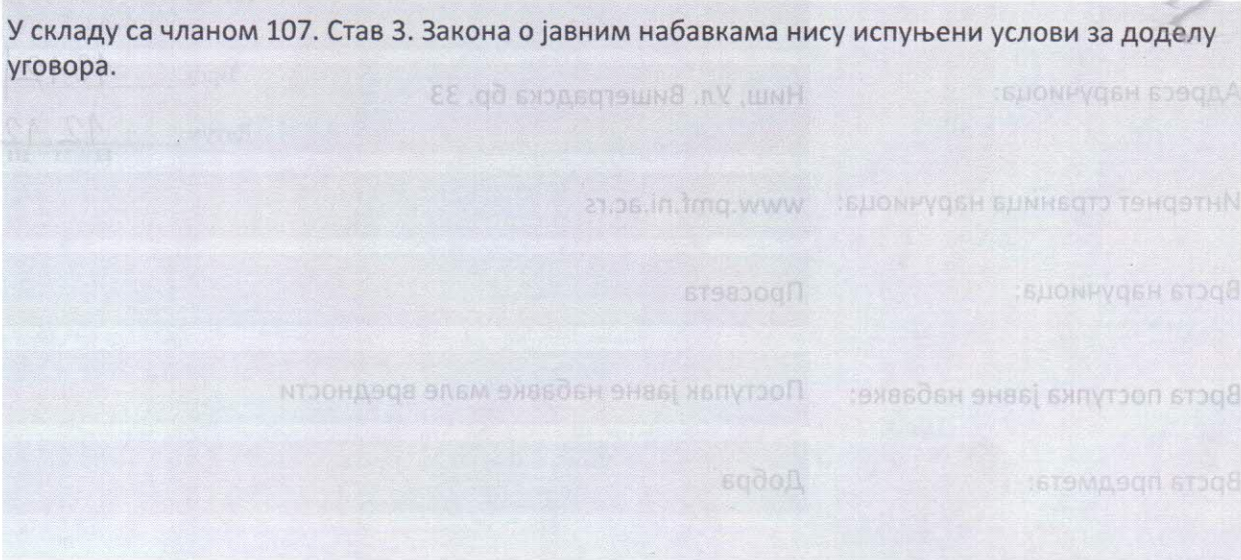 У складу са чланом 107. Став 3. Закона о јавним набавкама нису испуњени услови за доделу
уговора.
Адреса наручиоца: Ниш, Ул. Вишеградска бр. 33
Интернет страница наручиоца: www.pmf.ni.ac.rs
Врста наручиоца: Просвета
Врста поступка јавне набавке: Поступак јавне набавке мале вредности
Врста предмета: Добра